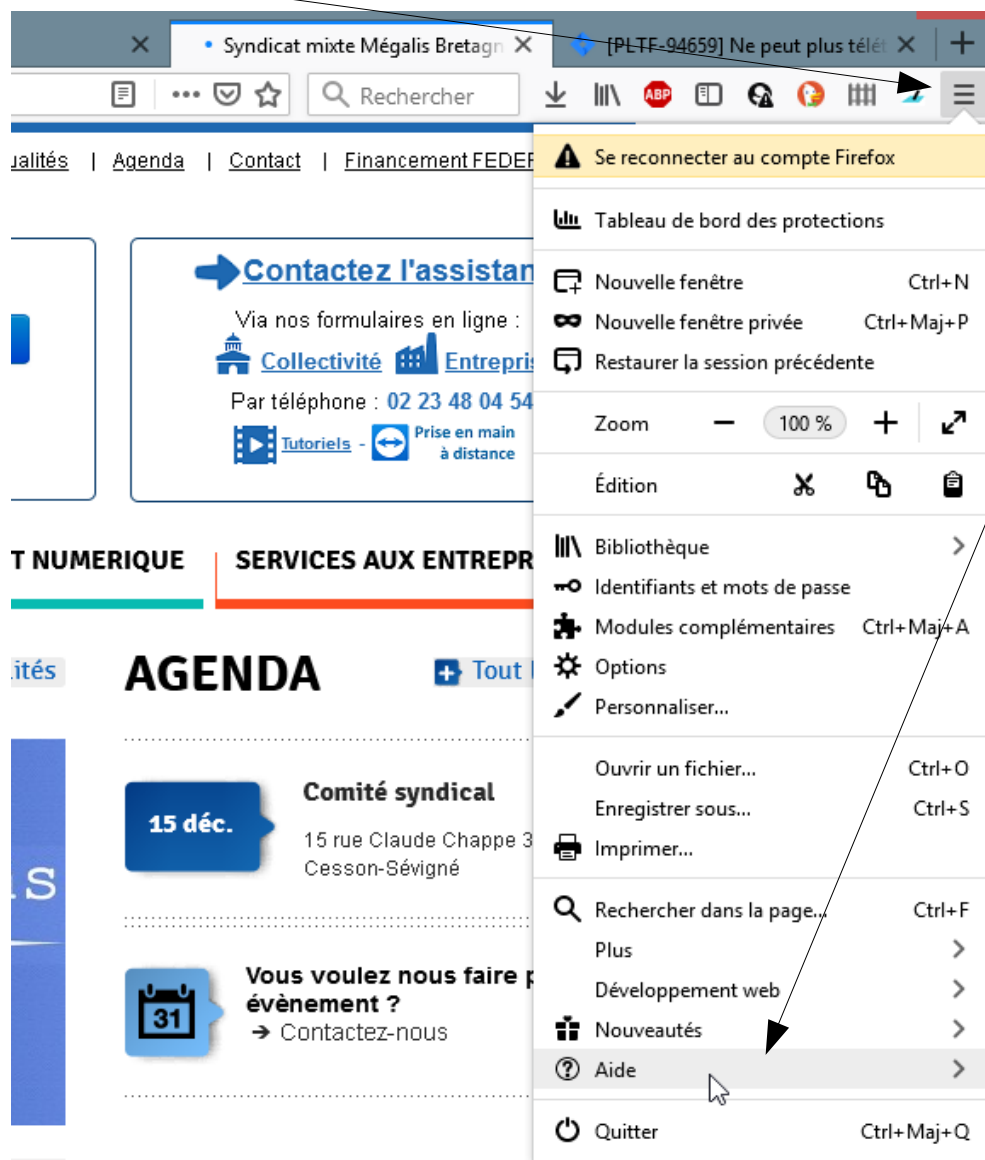 Syndicat mixte Mégalis Bretagn
[PLTF-94659] Ne peut plus télé
Rechercher
ABP
ualités | Agenda | Contact | Financement FEDER
Contactez l'assistan
Via nos formulaires en ligne :
Collectivité Entrepris
Par téléphone : 02 23 48 04 54
Tutoriels - Prise en main
à distance
T NUMERIQUE SERVICES AUX ENTREPR
ités
AGENDA
Tout l
15 déc.
Comité syndical
15 rue Claude Chappe 3
Cesson-Sévigné
s
31
Vous voulez nous faire p
évènement ?
→ Contactez-nous
Se reconnecter au compte Firefox
Tableau de bord des protections
Nouvelle fenêtre Ctrl+N
Nouvelle fenêtre privée Ctrl+Maj+P
Restaurer la session précédente
Zoom − 100 % +
Édition
Bibliothèque
Identifiants et mots de passe
Modules complémentaires Ctrl+Maj+A
Options
Personnaliser...
Ouvrir un fichier... Ctrl+O
Enregistrer sous... Ctrl+S
Imprimer...
Rechercher dans la page... Ctrl+F
Plus
Développement web
Nouveautés
Aide
Quitter Ctrl+Maj+Q